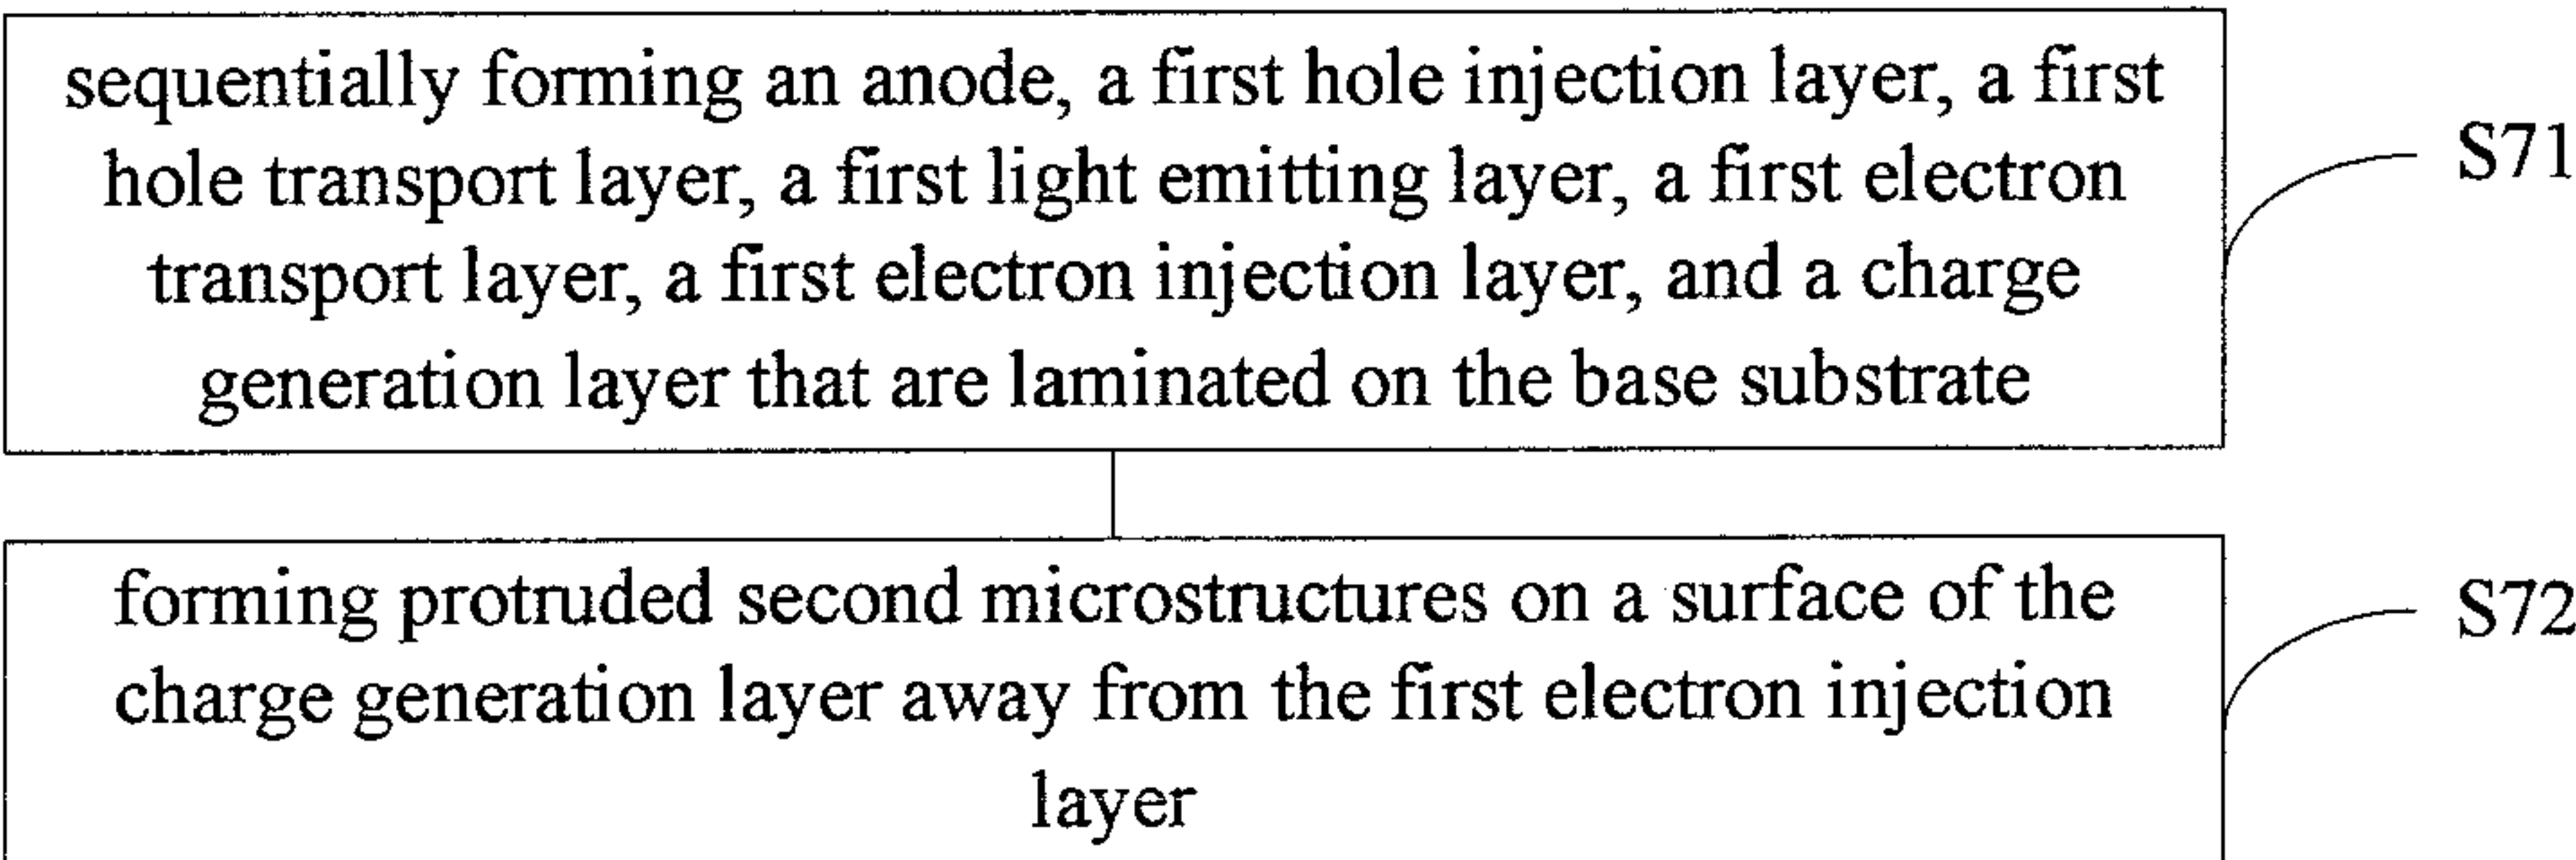 sequentially forming an anode, a first hole injection layer, a first
hole transport layer, a first light emitting layer, a first electron
transport layer, a first electron injection layer, and a charge
generation layer that are laminated on the base substrate
S71
forming protruded second microstructures on a surface of the
charge generation layer away from the first electron injection
layer
S72